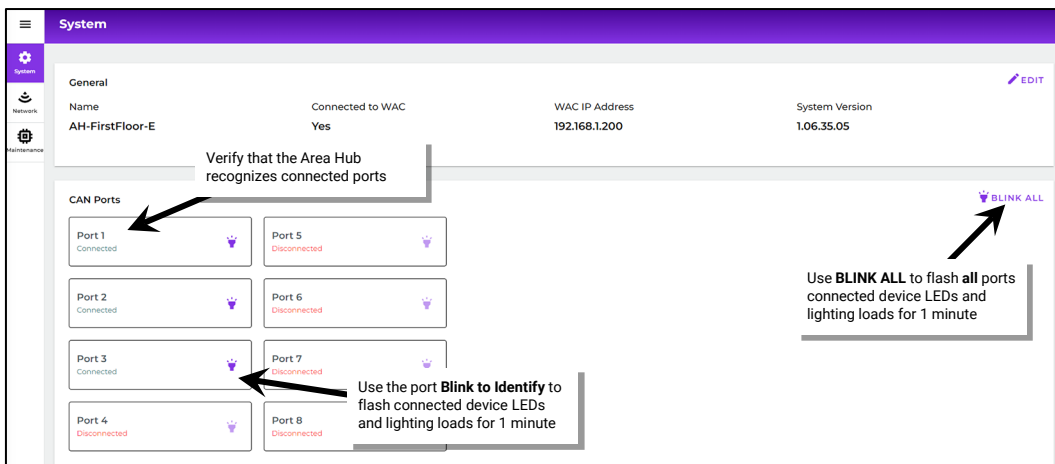 System
System
General
EDIT
Network
Name
Connected to WAC
WAC IP Address
System Version
AH-FirstFloor-E
Yes
192.168.1.200
1.06.35.05
Maintenance
Verify that the Area Hub
recognizes connected ports
CAN Ports
BLINK ALL
Port 1
Connected
Port 5
Disconnected
Use BLINK ALL to flash all ports
connected device LEDs and
lighting loads for 1 minute
Port 2
Connected
Port 6
Disconnected
Port 3
Connected
Port 7
Disconnected
Use the port Blink to Identify to
flash connected device LEDs
and lighting loads for 1 minute
Port 4
Disconnected
Port 8
Disconnected